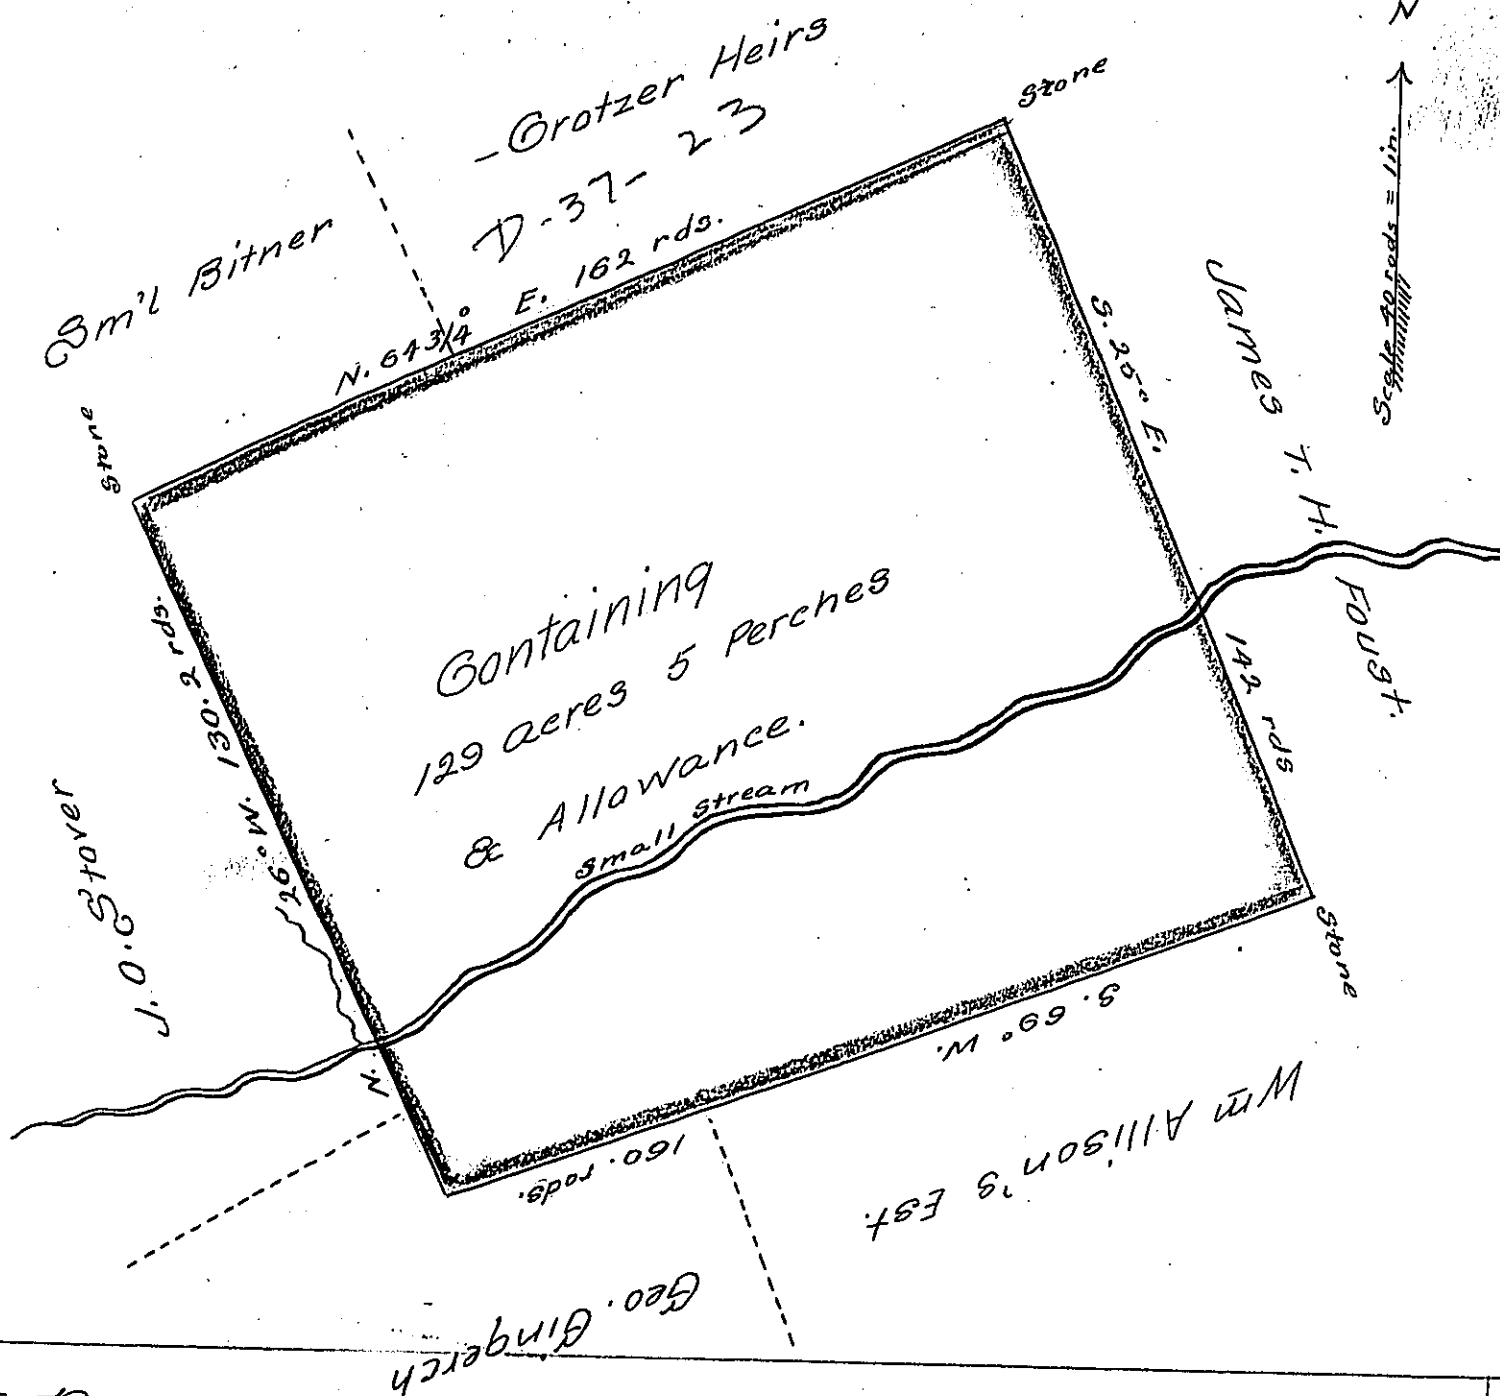 N
Scale 40 rods = 1 in.
Grotzer Heirs
D-37-23
Sm'l Bitner
Stone
N. 64 3/4° E. 162 rds.
Stone
S. 25° E. 142 rds
James T. H. Foust.
Containing
129 acres 5 Perches
& Allowance.
Small Stream
N. 26° W. 130.2 rds.
J. O. C Stover
Stone
S. 69° W. 160. rods.
Wm Allison's Est.
Geo. Gingerch